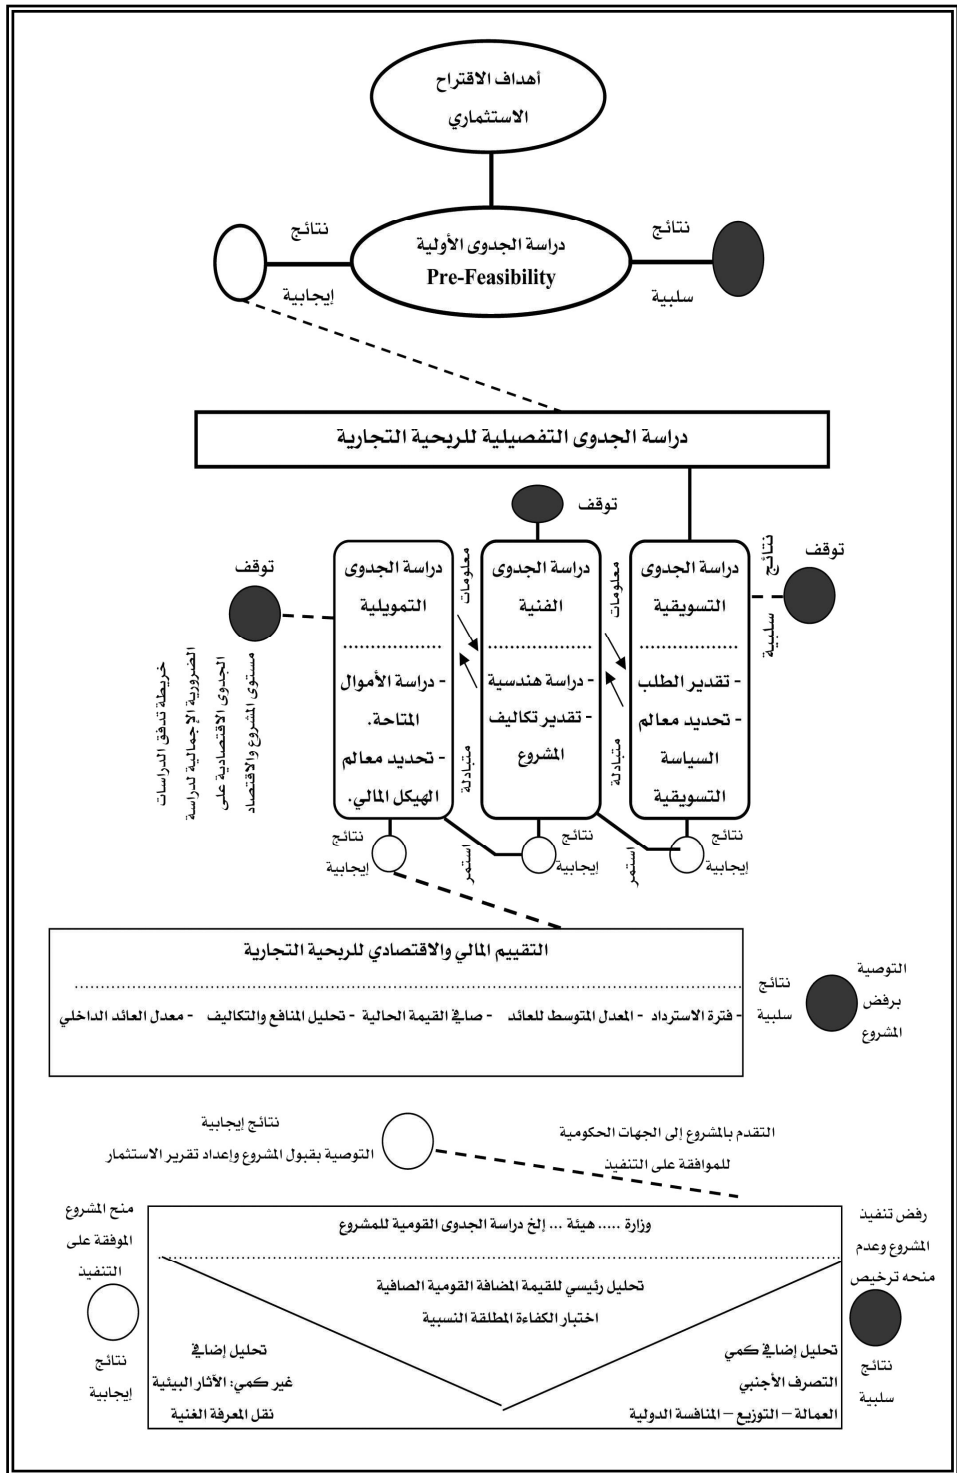 أهداف الاقتراح
الاستثماري
نتائج
سلبية
دراسة الجدوى الأولية
Pre-Feasibility
نتائج
إيجابية
دراسة الجدوى التفصيلية للربحية التجارية
توقف
توقف
نتائج
سلبية
دراسة الجدوى
التسويقية
- تقدير الطلب
- تحديد معالم
السياسة
التسويقية
معلومات
متبادلة
دراسة الجدوى
الفنية
- دراسة هندسية
- تقدير تكاليف
المشروع
معلومات
متبادلة
دراسة الجدوى
التمويلية
- دراسة الأموال
المتاحة.
- تحديد معالم
الهيكل المالي.
توقف
خريطة تدفق الدراسات
الضرورية الإجمالية لدراسة
الجدوى الاقتصادية على
مستوى المشروع والاقتصاد
نتائج
إيجابية
استمر
نتائج
إيجابية
استمر
نتائج
إيجابية
التقييم المالي والاقتصادي للربحية التجارية
- فترة الاسترداد - المعدل المتوسط للعائد - صافي القيمة الحالية - تحليل المنافع والتكاليف - معدل العائد الداخلي
نتائج
سلبية
التوصية
برفض
المشروع
التقدم بالمشروع إلى الجهات الحكومية
للموافقة على التنفيذ
نتائج إيجابية
التوصية بقبول المشروع وإعداد تقرير الاستثمار
رفض تنفيذ
المشروع وعدم
منحه ترخيص
نتائج
سلبية
وزارة ..... هيئة ... إلخ دراسة الجدوى القومية للمشروع
تحليل رئيسي للقيمة المضافة القومية الصافية
اختبار الكفاءة المطلقة النسبية
تحليل إضافي كمي
التصرف الأجنبي
العمالة – التوزيع – المنافسة الدولية
تحليل إضافي
غير كمي: الآثار البيئية
نقل المعرفة الغنية
منح المشروع
الموفقة على
التنفيذ
نتائج
إيجابية